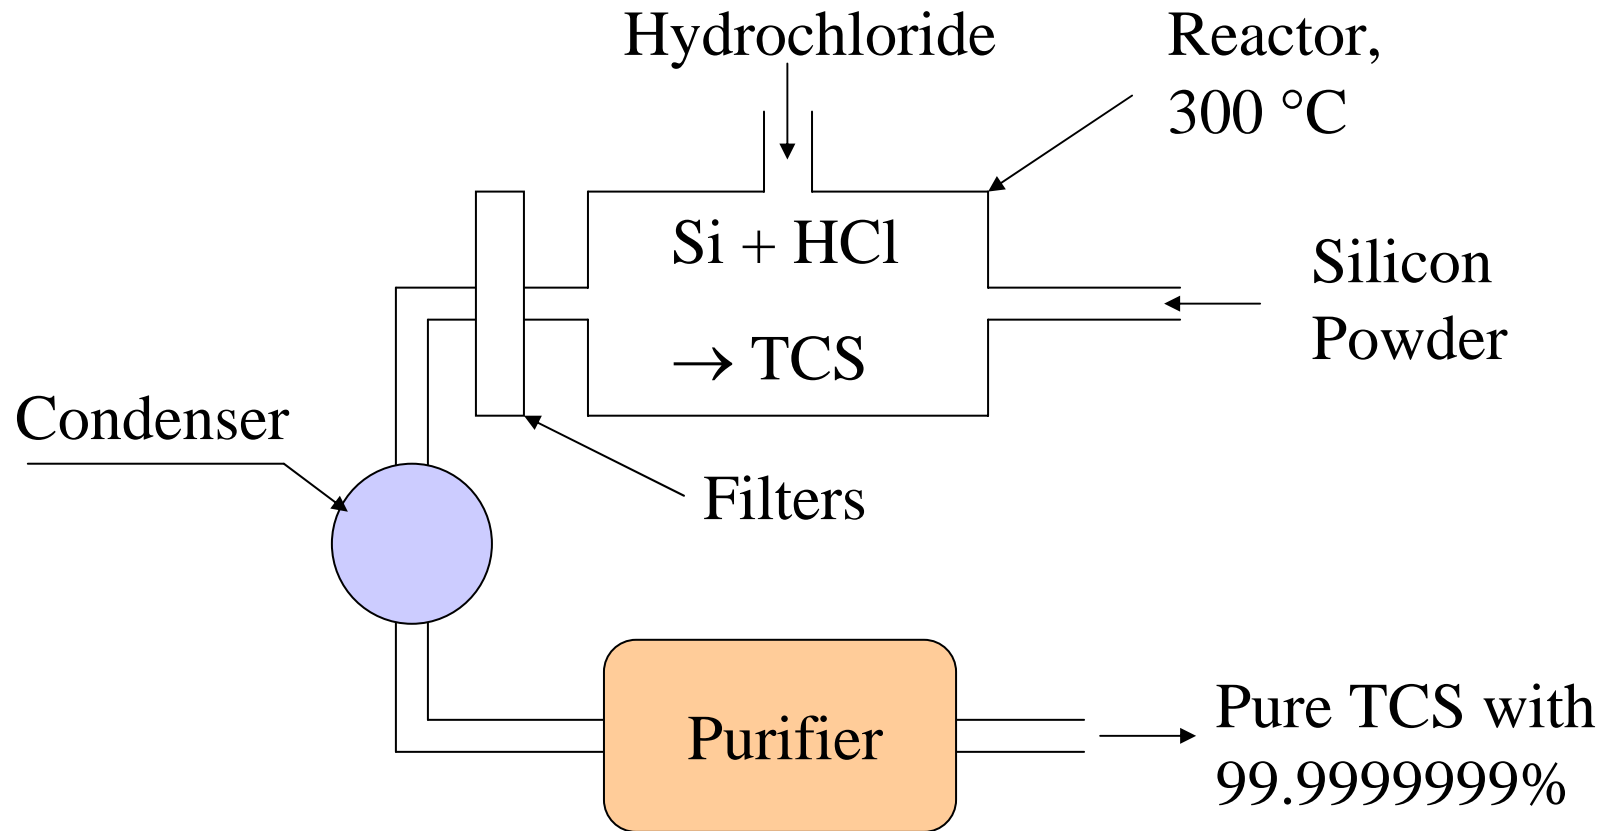 Hydrochloride
Reactor,
300 °C
Si + HCl
→ TCS
Silicon
Powder
Condenser
Filters
Purifier
Pure TCS with
99.9999999%